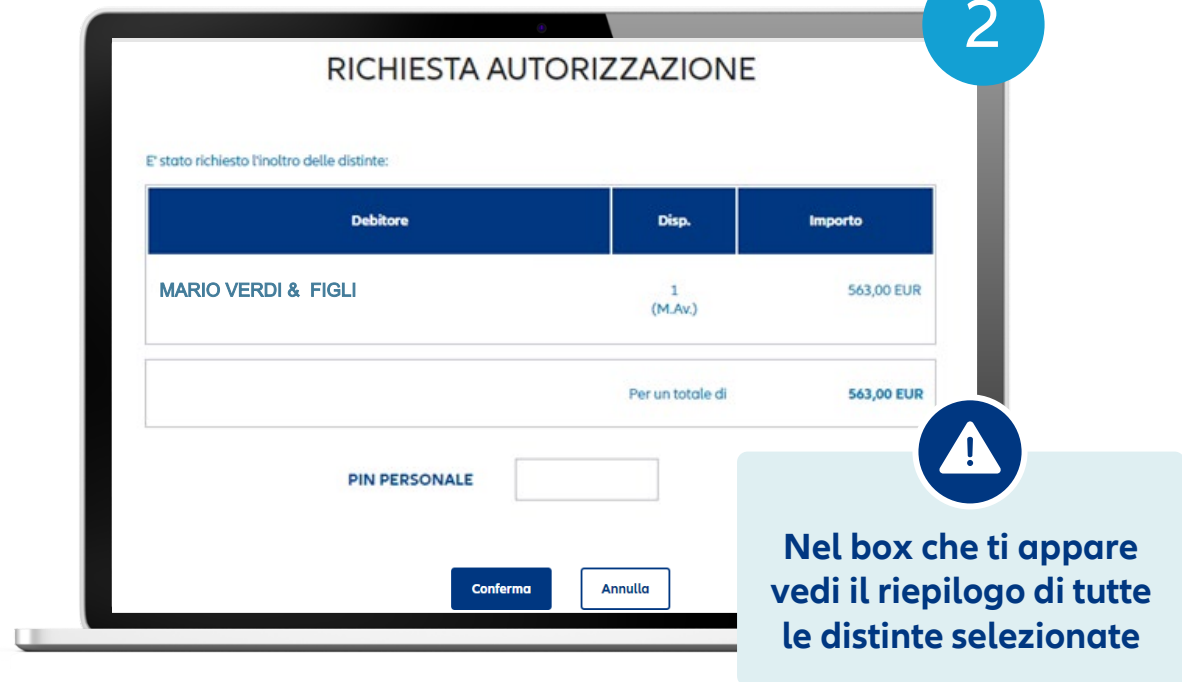 2
RICHIESTA AUTORIZZAZIONE
E' stato richiesto l'inoltro delle distinte:
Debitore Disp. Importo
MARIO VERDI & FIGLI 1 563,00 EUR
(M.Av.)
Per un totale di 563,00 EUR
PIN PERSONALE
Conferma Annulla
Nel box che ti appare
vedi il riepilogo di tutte
le distinte selezionate